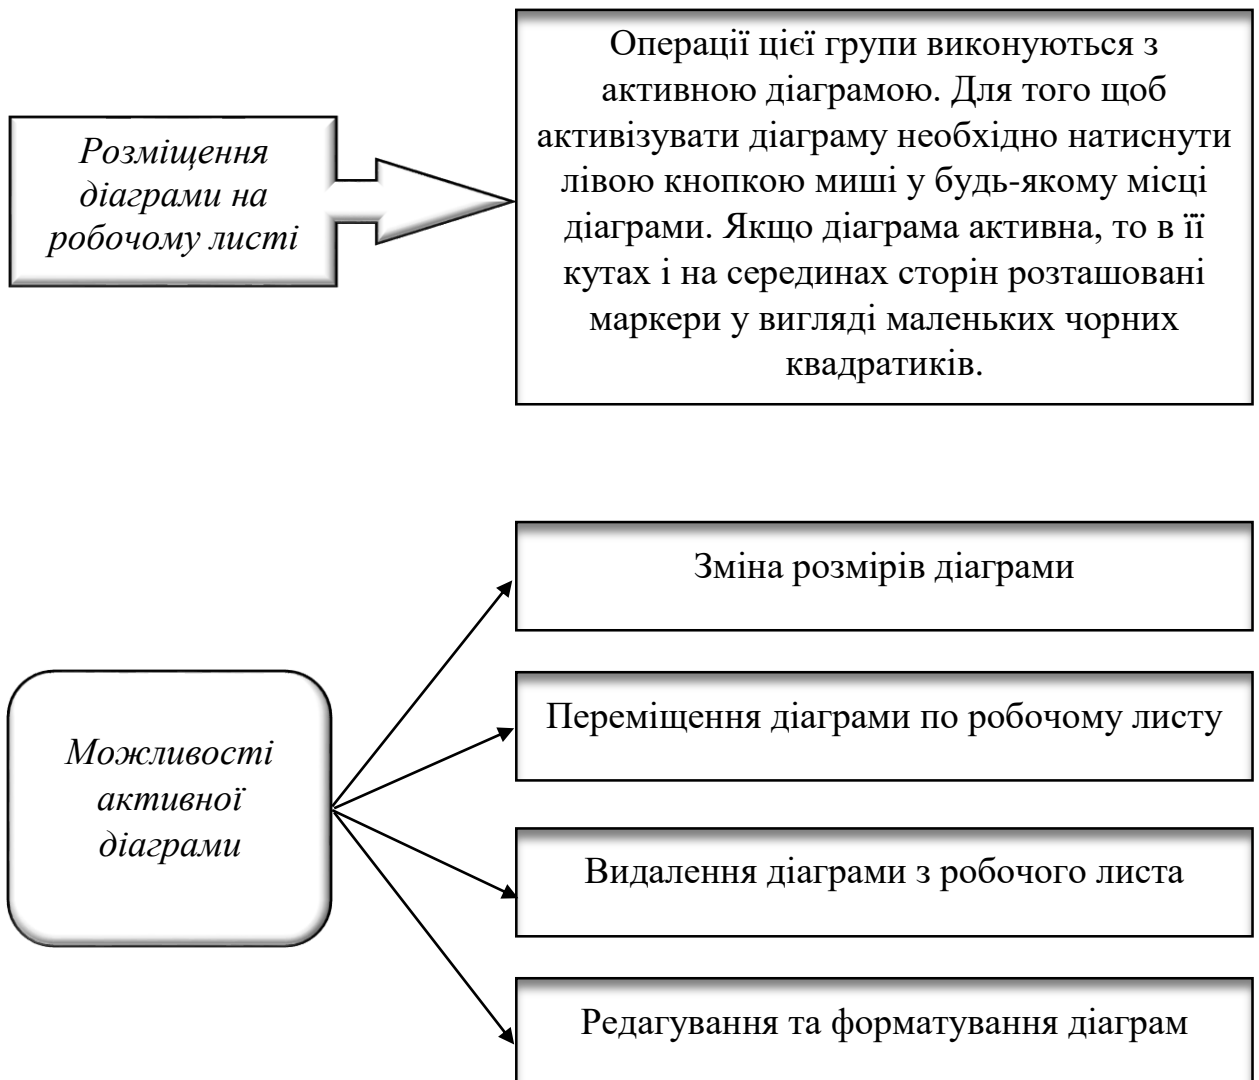 Розміщення
діаграми на
робочому листі
Операції цієї групи виконуються з
активною діаграмою. Для того щоб
активізувати діаграму необхідно натиснути
лівою кнопкою миші у будь-якому місці
діаграми. Якщо діаграма активна, то в її
кутах і на серединах сторін розташовані
маркери у вигляді маленьких чорних
квадратиків.
Можливості
активної
діаграми
Зміна розмірів діаграми
Переміщення діаграми по робочому листу
Видалення діаграми з робочого листа
Редагування та форматування діаграм